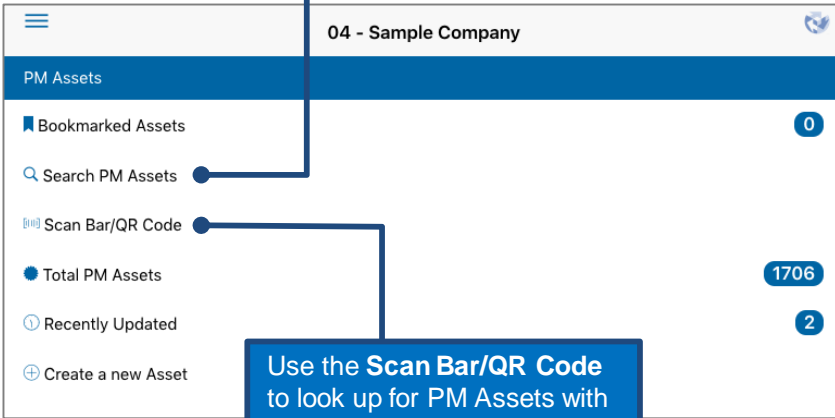 04 - Sample Company
PM Assets
Bookmarked Assets 0
Search PM Assets
Scan Bar/QR Code
Total PM Assets 1706
Recently Updated 2
Create a new Asset
Use the Scan Bar/QR Code
to look up for PM Assets with